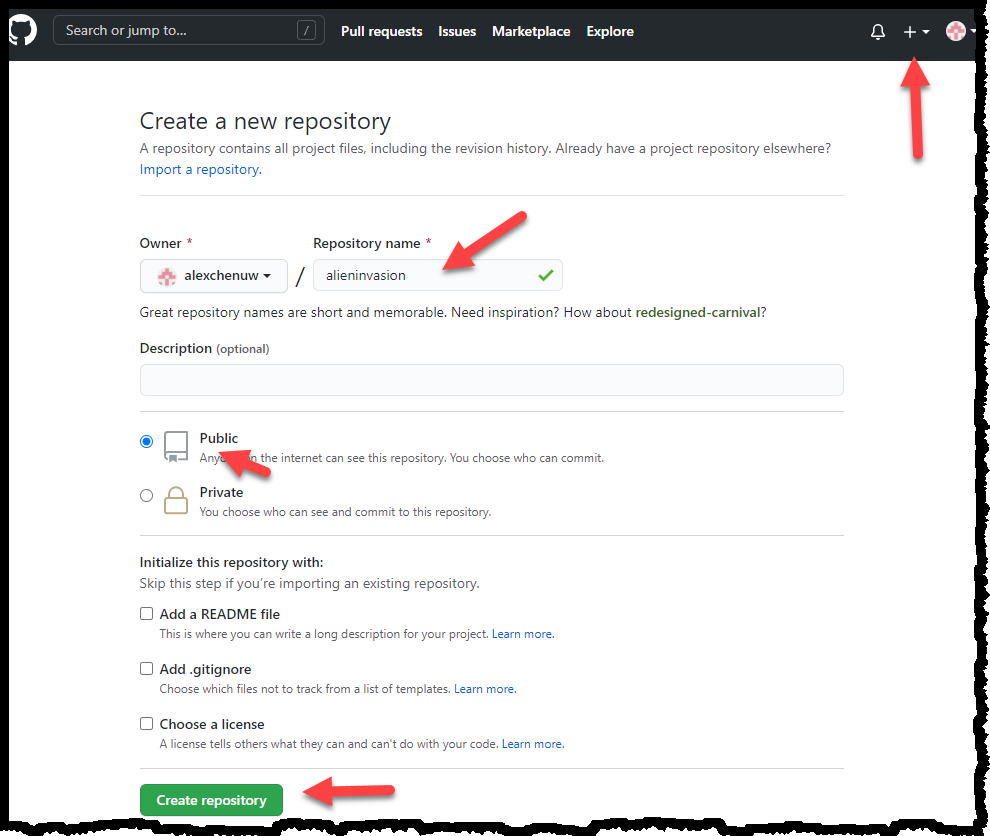 Search or jump to... / Pull requests Issues Marketplace Explore
Create a new repository
A repository contains all project files, including the revision history. Already have a project repository elsewhere?
Import a repository.
Owner * Repository name *
alexchenuw / alieninvasion
Great repository names are short and memorable. Need inspiration? How about redesigned-carnival?
Description (optional)
Public
the internet can see this repository. You choose who can commit.
Private
You choose who can see and commit to this repository.
Initialize this repository with:
Skip this step if you're importing an existing repository.
Add a README file
This is where you can write a long description for your project. Learn more.
Add .gitignore
Choose which files not to track from a list of templates. Learn more.
Choose a license
A license tells others what they can and can't do with your code. Learn more.
Create repository